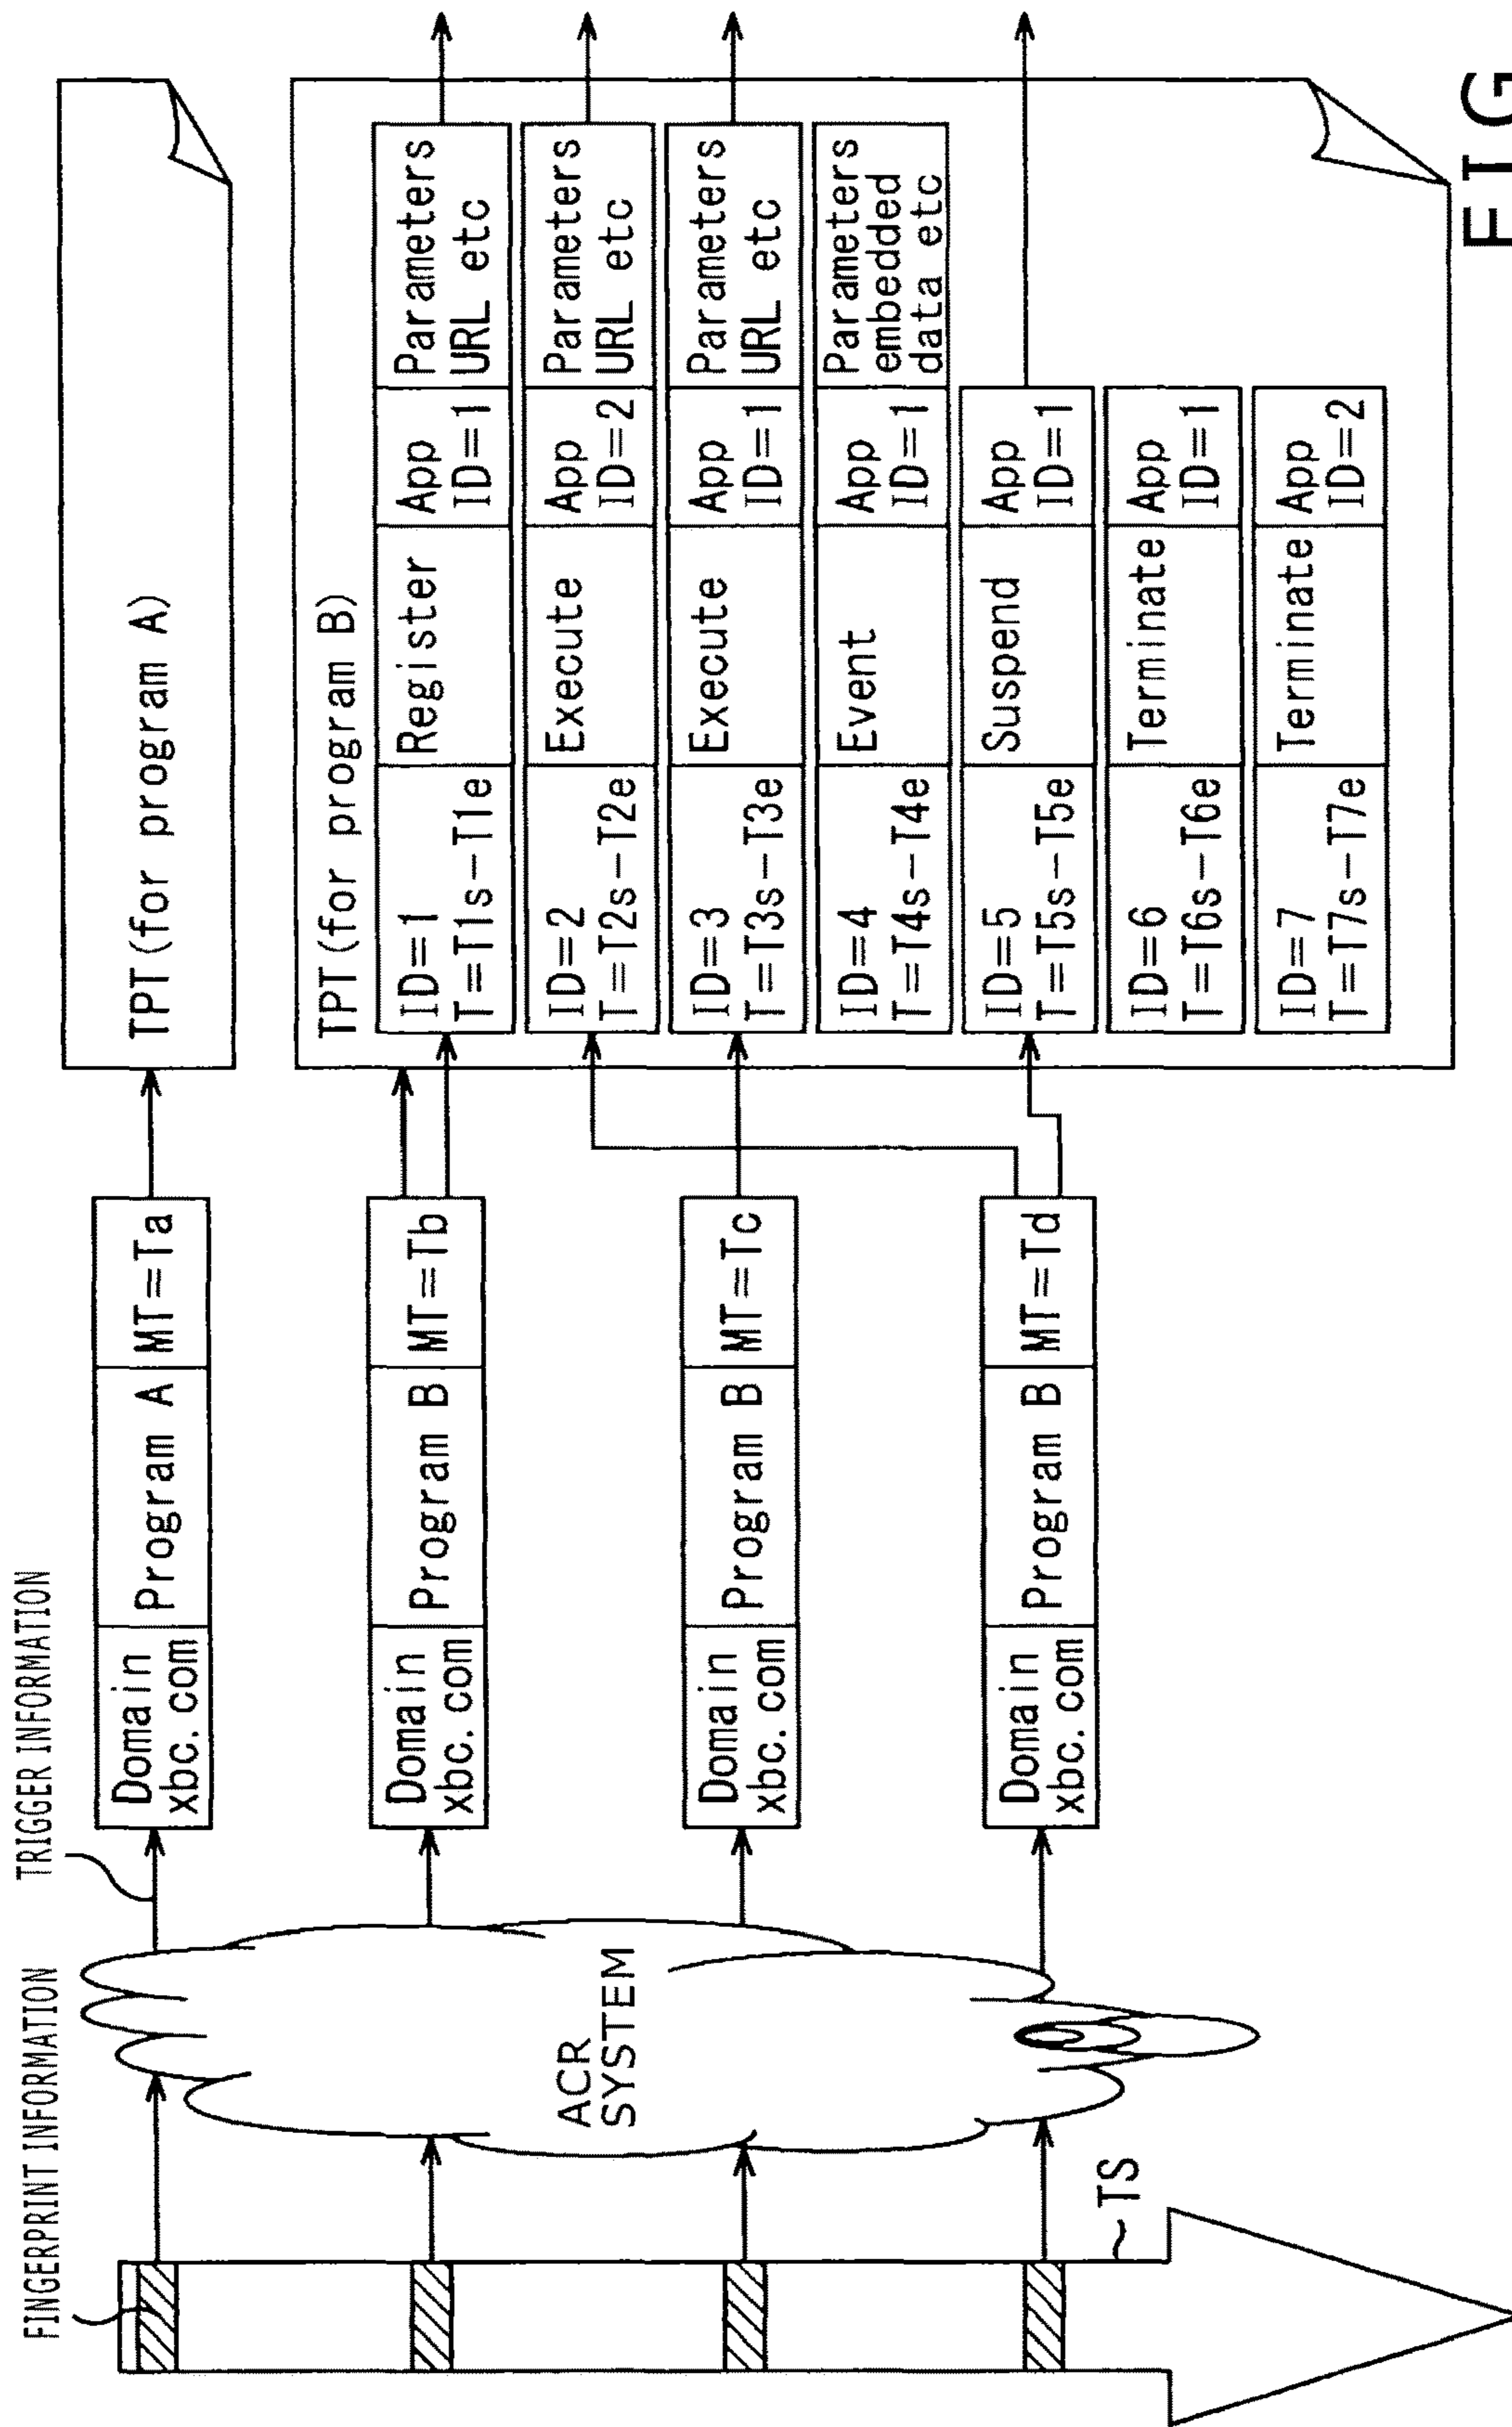 FINGERPRINT INFORMATION
TRIGGER INFORMATION
ACR
SYSTEM
TS
Domain
xbc.com
Program A
MT=Ta
Domain
xbc.com
Program B
MT=Tb
Domain
xbc.com
Program B
MT=Tc
Domain
xbc.com
Program B
MT=Td
TPT(for program A)
TPT(for program B)
ID=1
T=T1s-T1e
Register
App
ID=1
Parameters
URL etc
ID=2
T=T2s-T2e
Execute
App
ID=2
Parameters
URL etc
ID=3
T=T3s-T3e
Execute
App
ID=1
Parameters
URL etc
ID=4
T=T4s-T4e
Event
App
ID=1
Parameters
embedded
data etc
ID=5
T=T5s-T5e
Suspend
App
ID=1
ID=6
T=T6s-T6e
Terminate
App
ID=1
ID=7
T=T7s-T7e
Terminate
App
ID=2
FIG